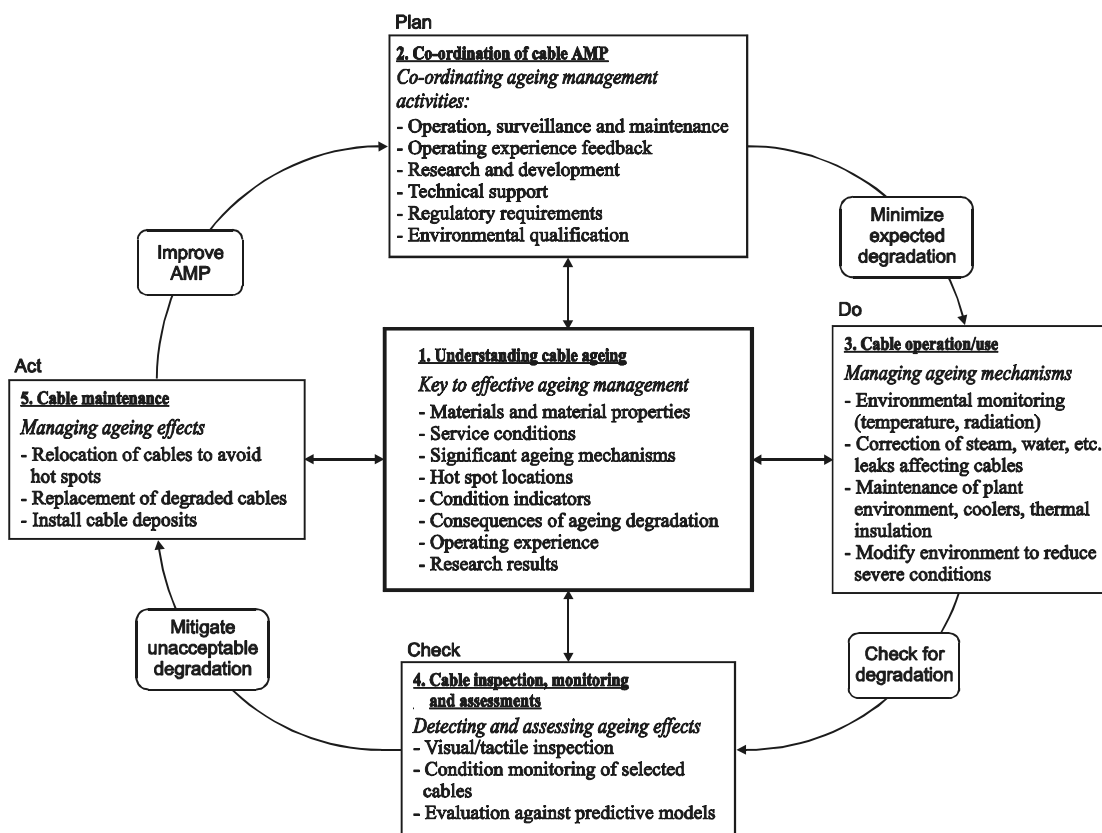 Plan
2. Co-ordination of cable AMP
Co-ordinating ageing management
activities:
- Operation, surveillance and maintenance
- Operating experience feedback
- Research and development
- Technical support
- Regulatory requirements
- Environmental qualification
Minimize
expected
degradation
Improve
AMP
Do
3. Cable operation/use
Managing ageing mechanisms
- Environmental monitoring
(temperature, radiation)
- Correction of steam, water, etc.
leaks affecting cables
- Maintenance of plant
environment, coolers, thermal
insulation
- Modify environment to reduce
severe conditions
1. Understanding cable ageing
Key to effective ageing management
- Materials and material properties
- Service conditions
- Significant ageing mechanisms
- Hot spot locations
- Condition indicators
- Consequences of ageing degradation
- Operating experience
- Research results
Act
5. Cable maintenance
Managing ageing effects
- Relocation of cables to avoid
hot spots
- Replacement of degraded cables
- Install cable deposits
Mitigate
unacceptable
degradation
Check for
degradation
Check
4. Cable inspection, monitoring
and assessments
Detecting and assessing ageing effects
- Visual/tactile inspection
- Condition monitoring of selected
cables
- Evaluation against predictive models